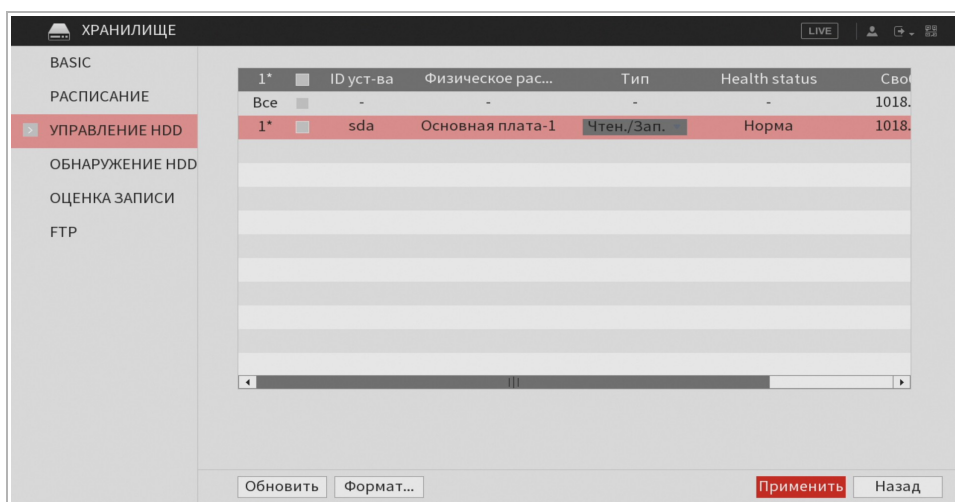 ХРАНИЛИЩЕ LIVE
BASIC
РАСПИСАНИЕ
УПРАВЛЕНИЕ HDD
ОБНАРУЖЕНИЕ HDD
ОЦЕНКА ЗАПИСИ
FTP
1* ID уст-ва Физическое рас... Тип Health status Своб
Все - - - - 1018.
1* sda Основная плата-1 Чтен./Зап. Норма 1018.
Обновить Формат... Применить Назад